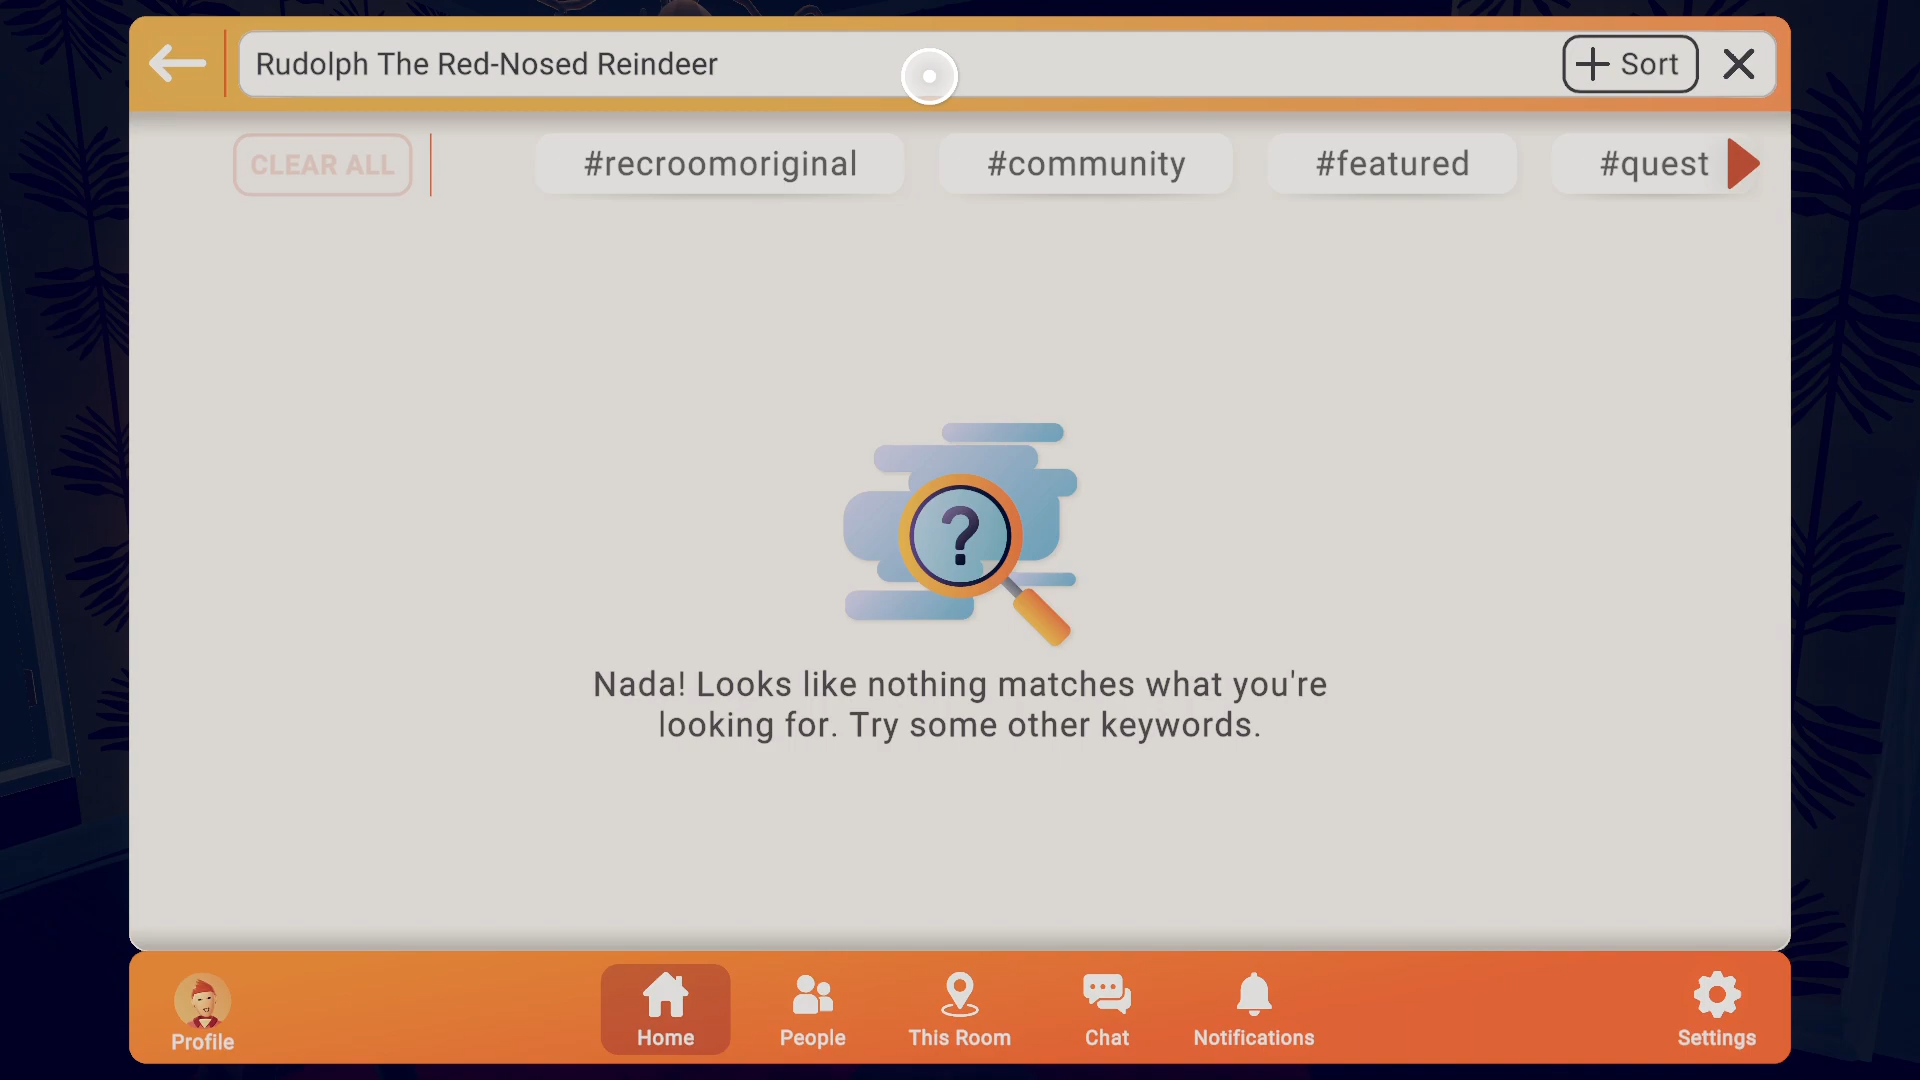 Rudolph The Red-Nosed Reindeer
Sort
CLEAR ALL
#recroomoriginal
#community
#featured
#quest
?
Nada! Looks like nothing matches what you're
looking for. Try some other keywords.
Profile
Home
People
This Room
Chat
Notifications
Settings